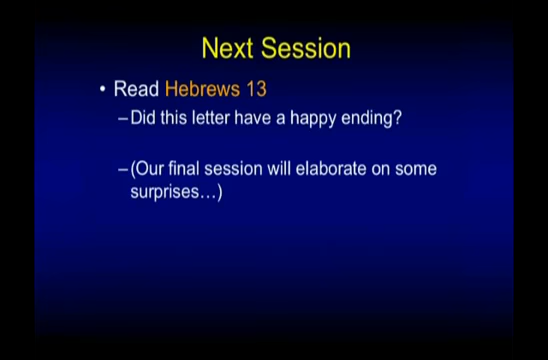 Next Session
• Read Hebrews 13
–Did this letter have a happy ending?
–(Our final session will elaborate on some
surprises…)